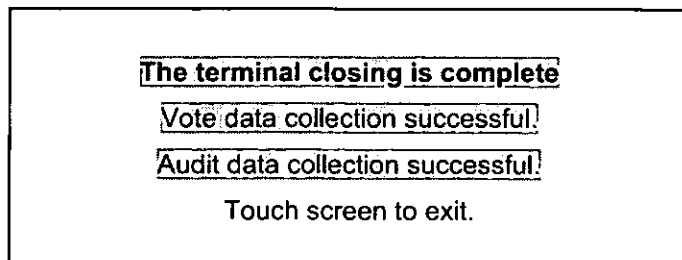 The terminal closing is complete
Vote data collection successful.
Audit data collection successful.
Touch screen to exit.